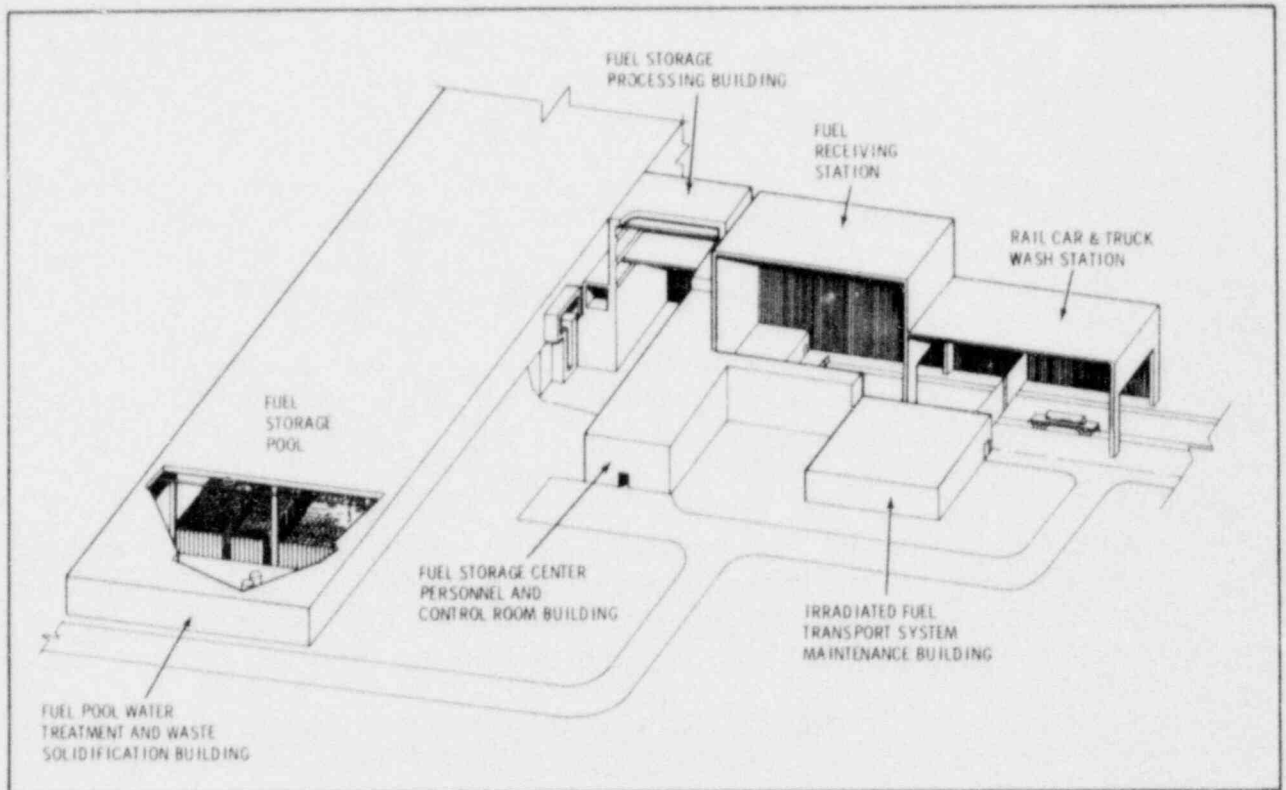 FUEL STORAGE
PROCESSING BUILDING
FUEL
RECEIVING
STATION
RAIL CAR & TRUCK
WASH STATION
FUEL
STORAGE
POOL
FUEL STORAGE CENTER
PERSONNEL AND
CONTROL ROOM BUILDING
IRRADIATED FUEL
TRANSPORT SYSTEM
MAINTENANCE BUILDING
FUEL POOL WATER
TREATMENT AND WASTE
SOLIDIFICATION BUILDING